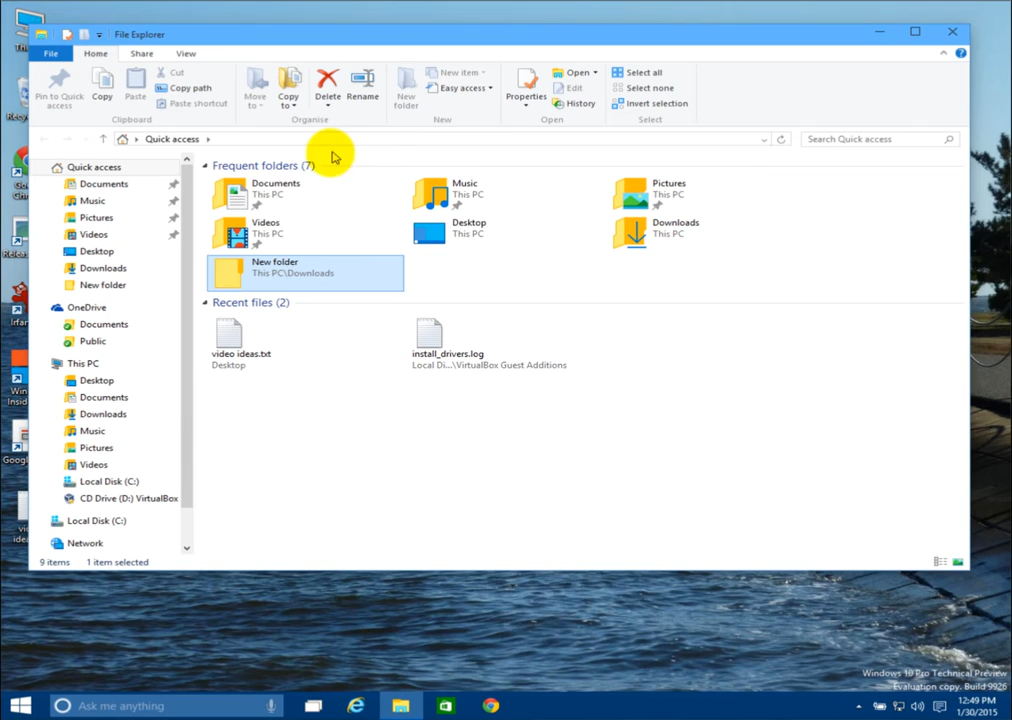 File Explorer
File Home Share View
Pin to Quick access
Copy
Paste
Cut
Copy path
Paste shortcut
Clipboard
Move to
Copy to
Delete
Rename
Organise
New folder
New item
Easy access
New
Properties
Open
Edit
History
Open
Select all
Select none
Invert selection
Select
Quick access
Search Quick access
Quick access
Documents
Music
Pictures
Videos
Desktop
Downloads
New folder
OneDrive
Documents
Public
This PC
Desktop
Documents
Downloads
Music
Pictures
Videos
Local Disk (C:)
CD Drive (D:) VirtualBox
Local Disk (C:)
Network
Frequent folders (7)
Documents
This PC
Music
This PC
Pictures
This PC
Videos
This PC
Desktop
This PC
Downloads
This PC
New folder
This PC\Downloads
Recent files (2)
video ideas.txt
Desktop
install_drivers.log
Local Di...\VirtualBox Guest Additions
9 items 1 item selected
Windows 10 Pro Technical Preview
Evaluation copy. Build 9926
Ask me anything
12:49 PM
1/30/2015